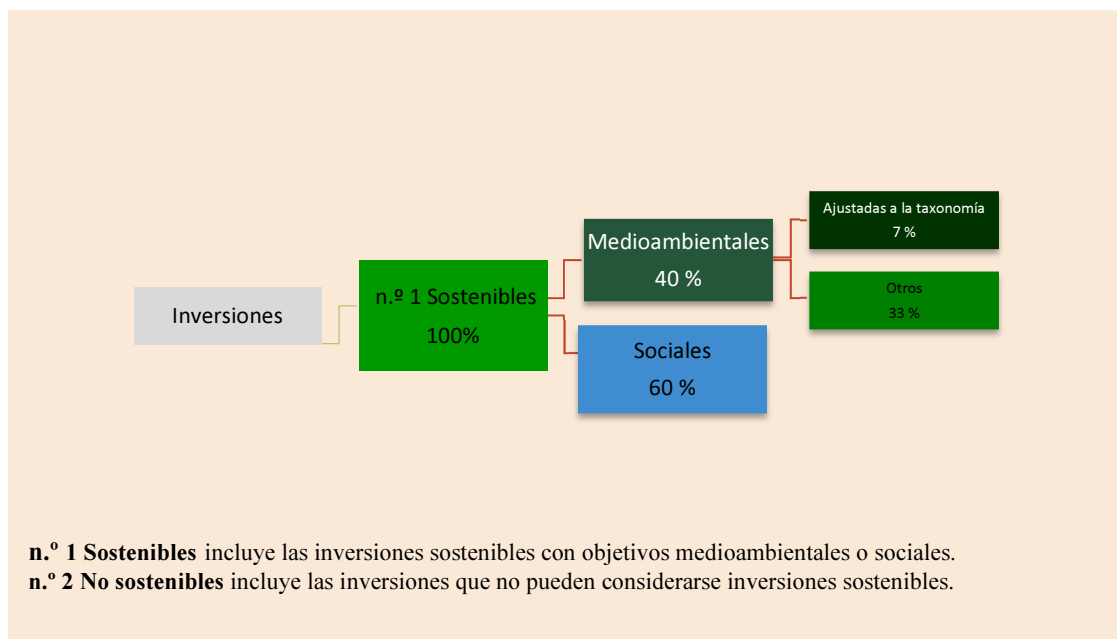 Inversiones
n.º 1 Sostenibles
100%
Medioambientales
40 %
Sociales
60 %
Ajustadas a la taxonomía
7 %
Otros
33 %
n.º 1 Sostenibles incluye las inversiones sostenibles con objetivos medioambientales o sociales.
n.º 2 No sostenibles incluye las inversiones que no pueden considerarse inversiones sostenibles.